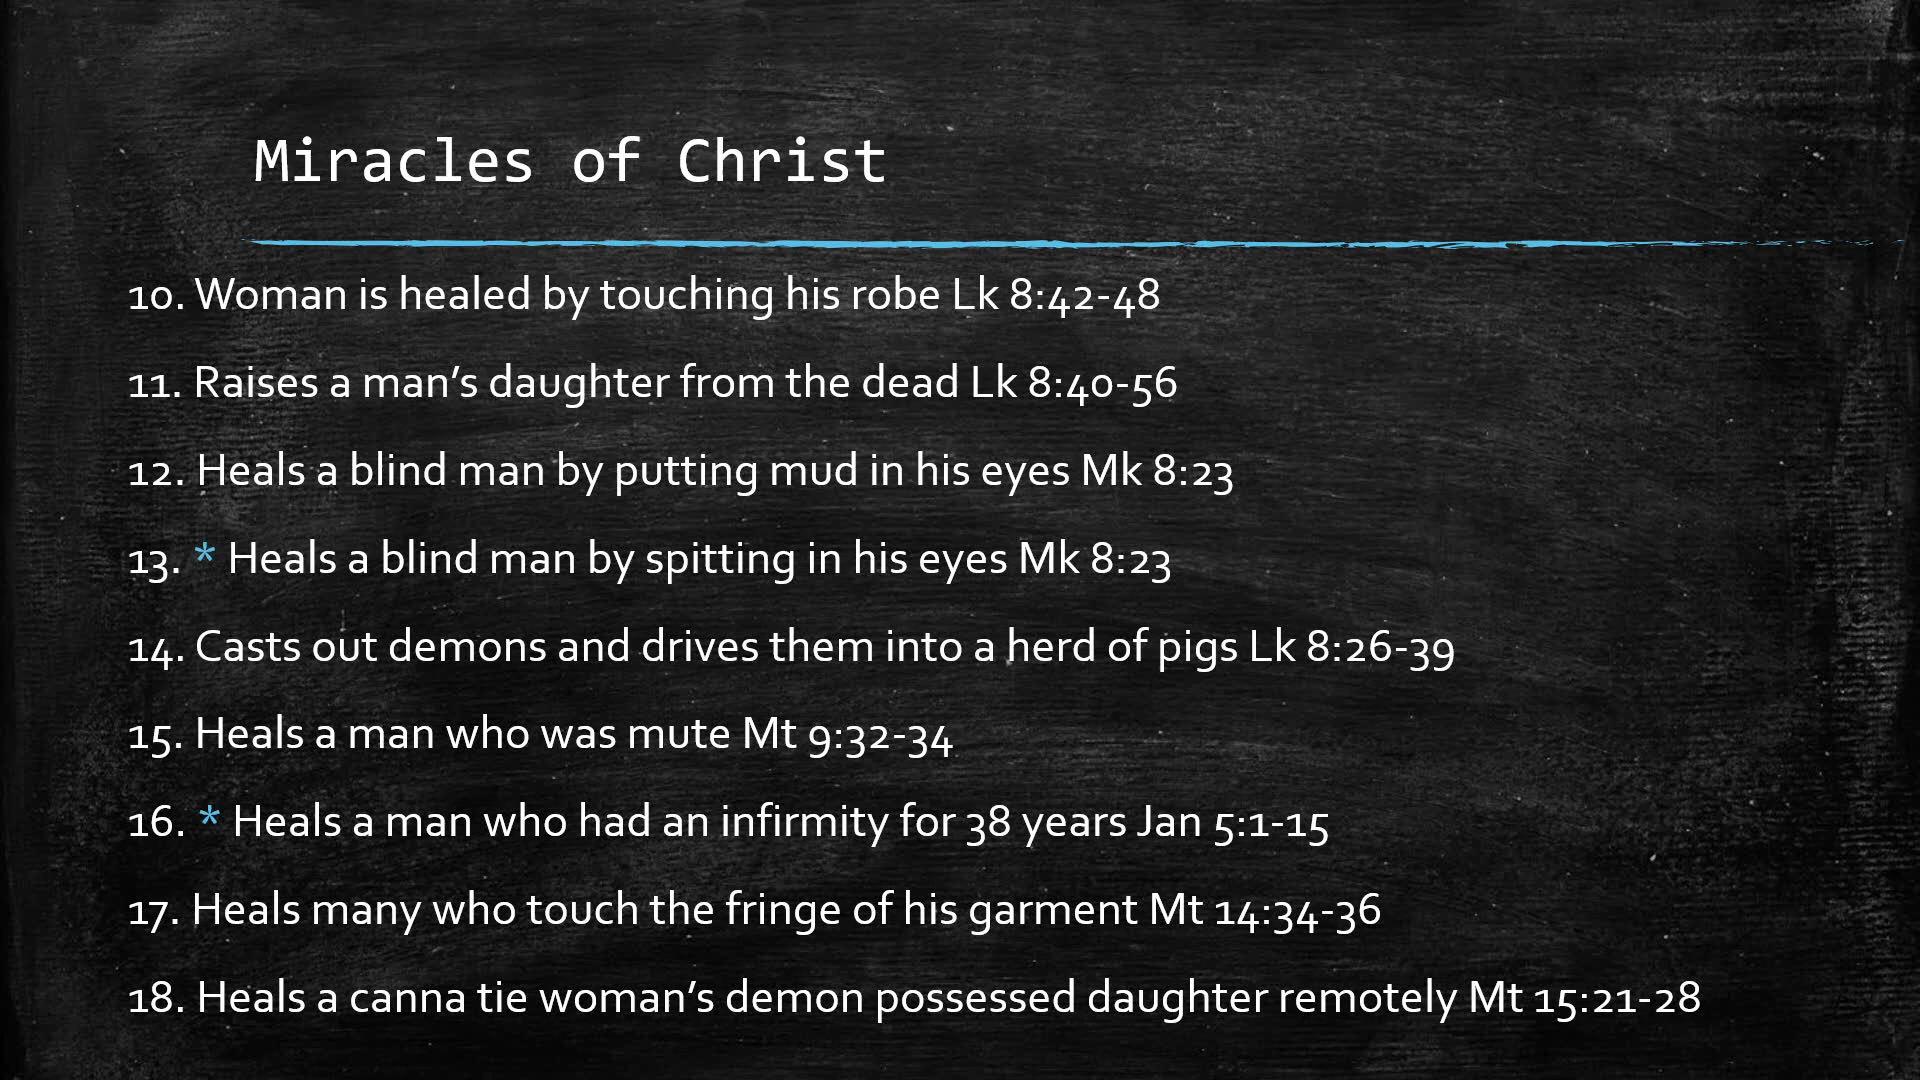 Miracles of Christ
10. Woman is healed by touching his robe Lk 8:42-48
11. Raises a man’s daughter from the dead Lk 8:40-56
12. Heals a blind man by putting mud in his eyes Mk 8:23
13. * Heals a blind man by spitting in his eyes Mk 8:23
14. Casts out demons and drives them into a herd of pigs Lk 8:26-39
15. Heals a man who was mute Mt 9:32-34
16. * Heals a man who had an infirmity for 38 years Jan 5:1-15
17. Heals many who touch the fringe of his garment Mt 14:34-36
18. Heals a canna tie woman’s demon possessed daughter remotely Mt 15:21-28